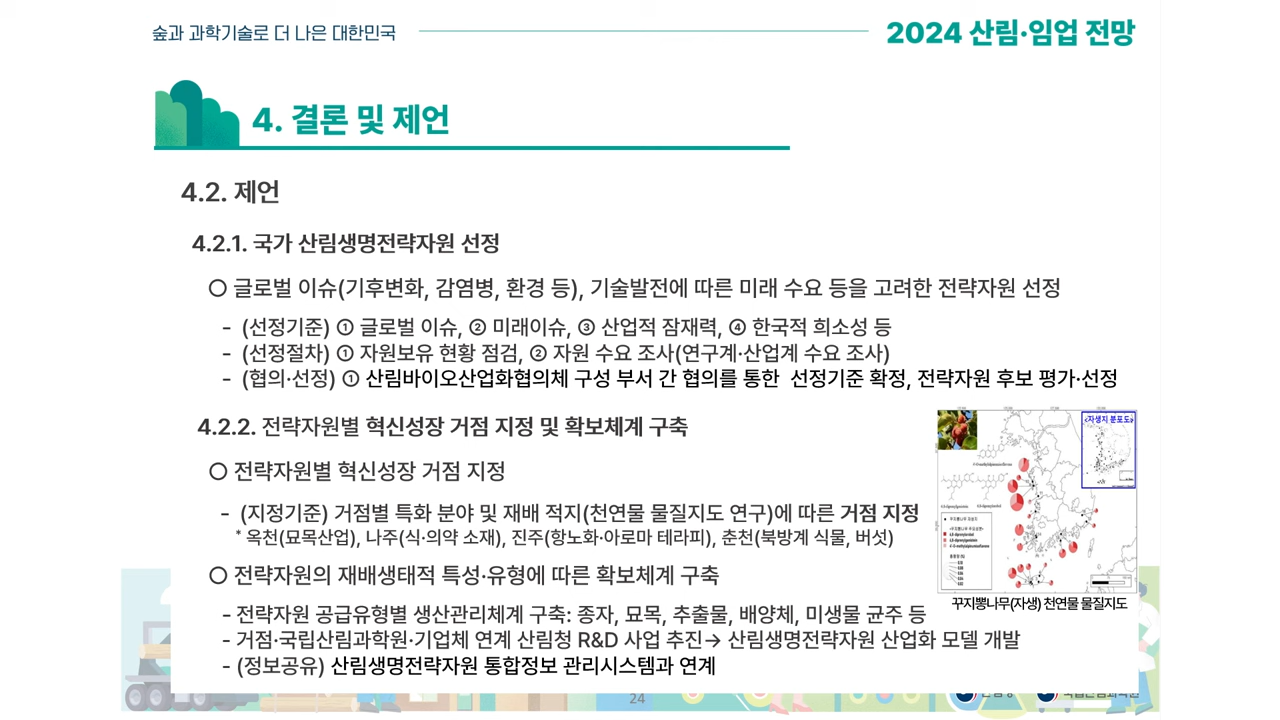 숲과 과학기술로 더 나은 대한민국
2024 산림·임업 전망
4. 결론 및 제언
4.2. 제언
4.2.1. 국가 산림생명전략자원 선정
○ 글로벌 이슈(기후변화, 감염병, 환경 등), 기술발전에 따른 미래 수요 등을 고려한 전략자원 선정
- (선정기준) ① 글로벌 이슈, ② 미래이슈, ③ 산업적 잠재력, ④ 한국적 희소성 등
- (선정절차) ① 자원보유 현황 점검, ② 자원 수요 조사(연구계·산업계 수요 조사)
- (협의·선정) ① 산림바이오산업화협의체 구성 부서 간 협의를 통한 선정기준 확정, 전략자원 후보 평가·선정
4.2.2. 전략자원별 혁신성장 거점 지정 및 확보체계 구축
○ 전략자원별 혁신성장 거점 지정
- (지정기준) 거점별 특화 분야 및 재배 적지(천연물 물질지도 연구)에 따른 거점 지정
* 옥천(묘목산업), 나주(식·의약 소재), 진주(항노화·아로마 테라피), 춘천(북방계 식물, 버섯)
<자생지 분포도>
꾸지뽕나무(자생) 천연물 물질지도
○ 전략자원의 재배생태적 특성·유형에 따른 확보체계 구축
- 전략자원 공급유형별 생산관리체계 구축: 종자, 묘목, 추출물, 배양체, 미생물 균주 등
- 거점·국립산림과학원·기업체 연계 산림청 R&D 사업 추진→ 산림생명전략자원 산업화 모델 개발
- (정보공유) 산림생명전략자원 통합정보 관리시스템과 연계
24